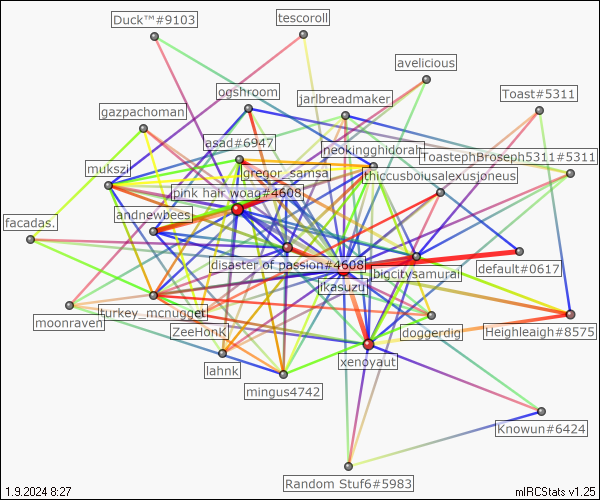 Duck™#9103
tescoroll
avelicious
Toast#5311
ogshroom
jarlbreadmaker
gazpachoman
asad#6947
neokingghidorah
ToastephBroseph5311#5311
mukszi
gregor_samsa
thiccusboiusalexusjoneus
pink hair woag#4608
andnewbees
facadas.
disaster of passion#4608
bigcitysamurai
default#0617
ikasuzu
moonraven
turkey_mcnugget
ZeeHonK
doggerdig
Heighleaigh#8575
lahnk
xenoyaut
mingus4742
Knowun#6424
Random Stuf6#5983
1.9.2024 8:27
mIRCStats v1.25